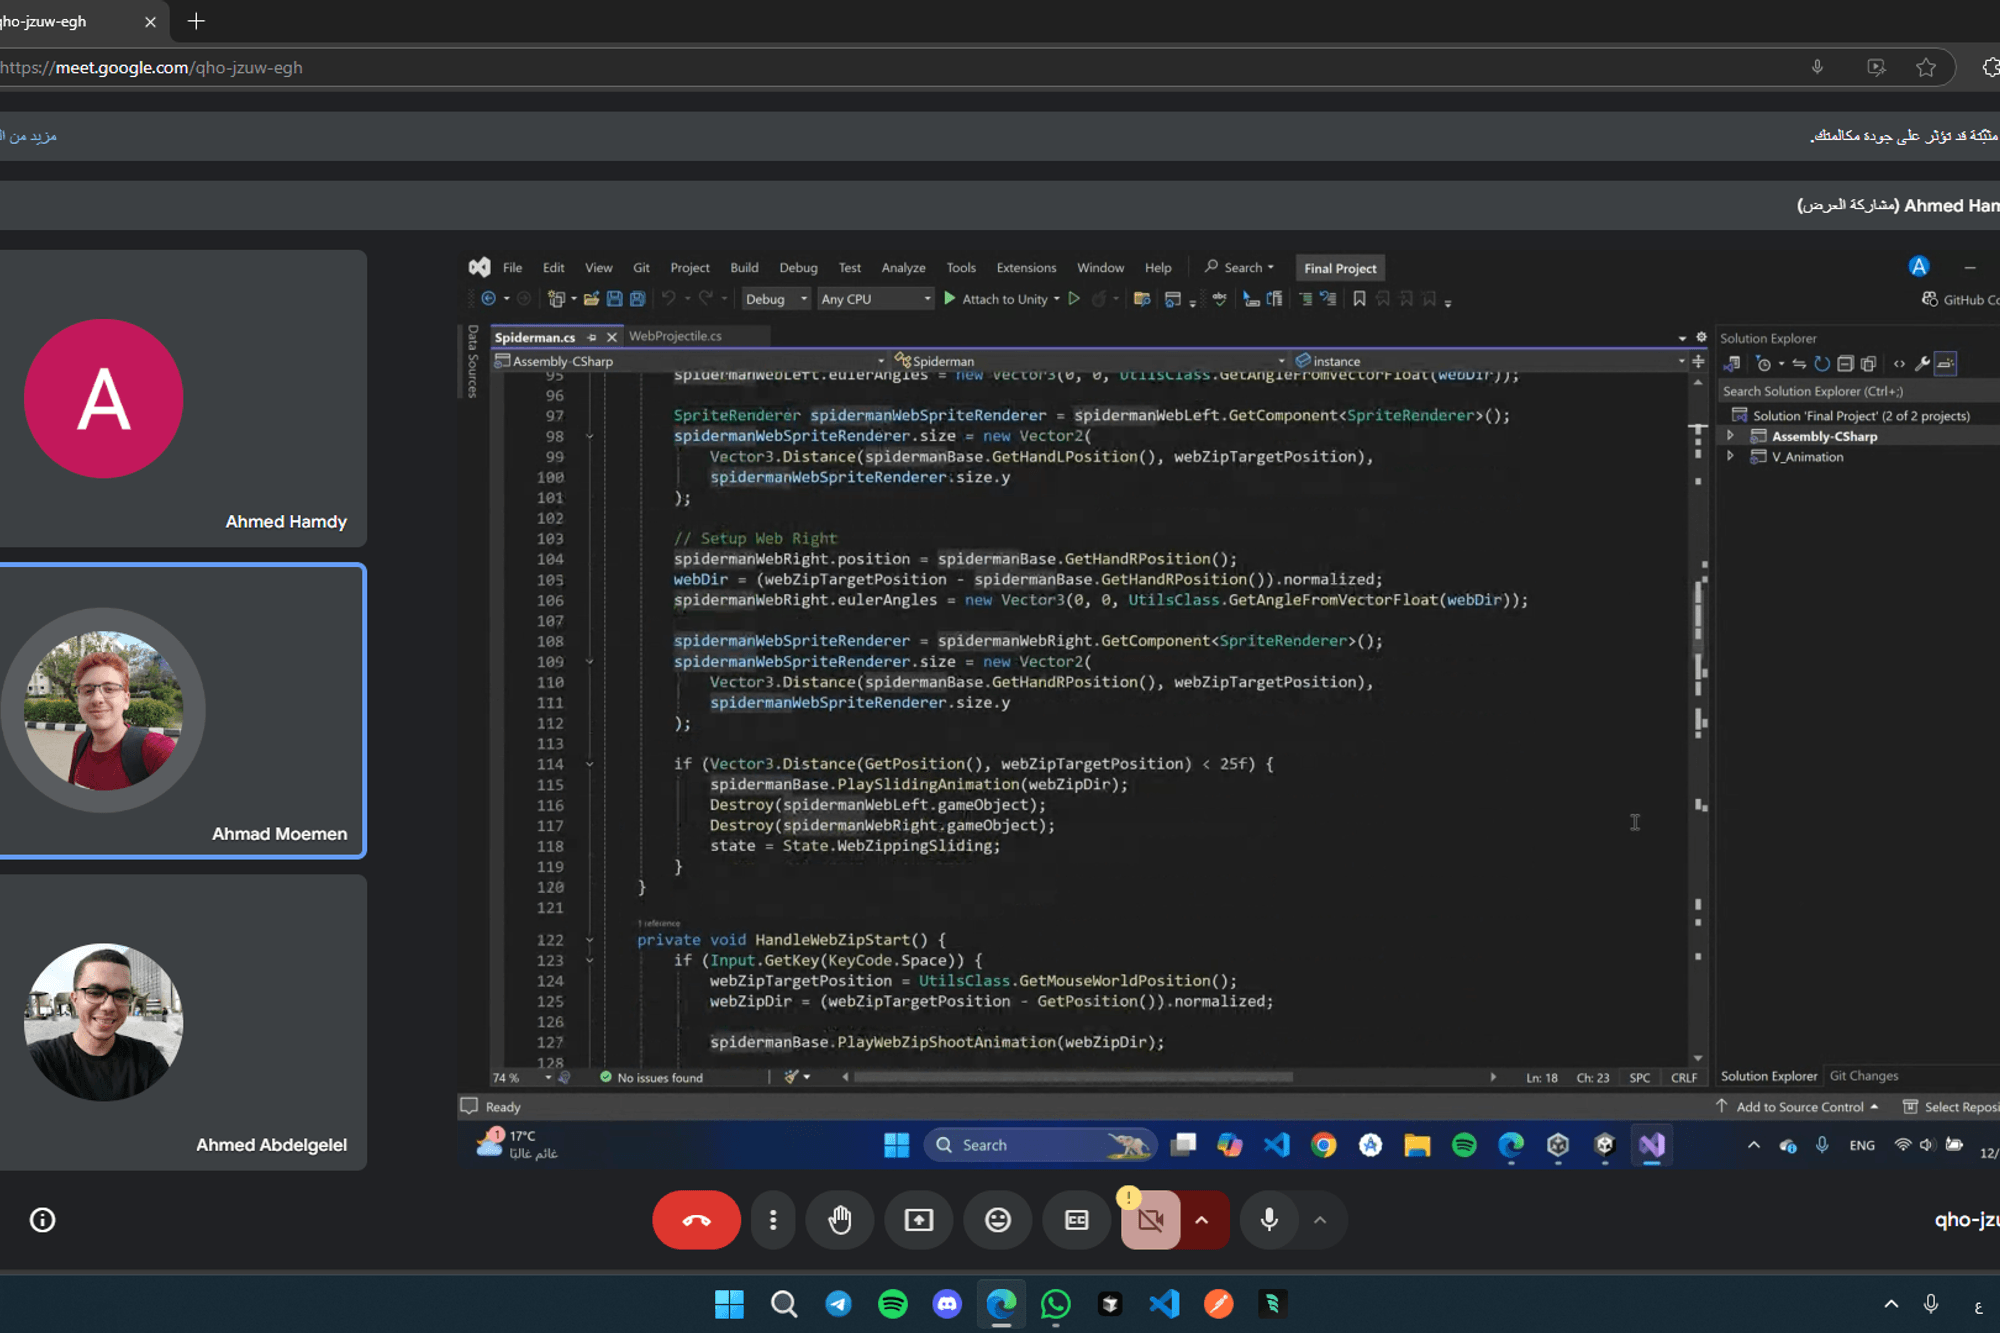 qho-jzuw-egh
https://meet.google.com/qho-jzuw-egh
مزيد من ال
مثبّتة قد تؤثر على جودة مكالمتك.
Ahmed Ham (مشاركة العرض)
A
Ahmed Hamdy
Ahmad Moemen
Ahmed Abdelgelel
File Edit View Git Project Build Debug Test Analyze Tools Extensions Window Help Search Final Project
A
Debug Any CPU Attach to Unity
GitHub Co
Data Sources
Spiderman.cs WebProjectile.cs
Assembly-CSharp Spiderman instance
95 spidermanWebLeft.eulerAngles = new Vector3(0, 0, UtilsClass.GetAngleFromVectorFloat(webDir));
96
97 SpriteRenderer spidermanWebSpriteRenderer = spidermanWebLeft.GetComponent<SpriteRenderer>();
98 spidermanWebSpriteRenderer.size = new Vector2(
99 Vector3.Distance(spidermanBase.GetHandLPosition(), webZipTargetPosition),
100 spidermanWebSpriteRenderer.size.y
101 );
102
103 // Setup Web Right
104 spidermanWebRight.position = spidermanBase.GetHandRPosition();
105 webDir = (webZipTargetPosition - spidermanBase.GetHandRPosition()).normalized;
106 spidermanWebRight.eulerAngles = new Vector3(0, 0, UtilsClass.GetAngleFromVectorFloat(webDir));
107
108 spidermanWebSpriteRenderer = spidermanWebRight.GetComponent<SpriteRenderer>();
109 spidermanWebSpriteRenderer.size = new Vector2(
110 Vector3.Distance(spidermanBase.GetHandRPosition(), webZipTargetPosition),
111 spidermanWebSpriteRenderer.size.y
112 );
113
114 if (Vector3.Distance(GetPosition(), webZipTargetPosition) < 25f) {
115 spidermanBase.PlaySlidingAnimation(webZipDir);
116 Destroy(spidermanWebLeft.gameObject);
117 Destroy(spidermanWebRight.gameObject);
118 state = State.WebZippingSliding;
119 }
120 }
121
1 reference
122 private void HandleWebZipStart() {
123 if (Input.GetKey(KeyCode.Space)) {
124 webZipTargetPosition = UtilsClass.GetMouseWorldPosition();
125 webZipDir = (webZipTargetPosition - GetPosition()).normalized;
126
127 spidermanBase.PlayWebZipShootAnimation(webZipDir);
128
74 % No issues found Ln: 18 Ch: 23 SPC CRLF
Solution Explorer
Search Solution Explorer (Ctrl+;)
Solution 'Final Project' (2 of 2 projects)
Assembly-CSharp
V_Animation
Solution Explorer Git Changes
Ready
Add to Source Control Select Reposi
1
17°C
غائم غالبًا
Search
ENG
12/
!
qho-jzu
ع